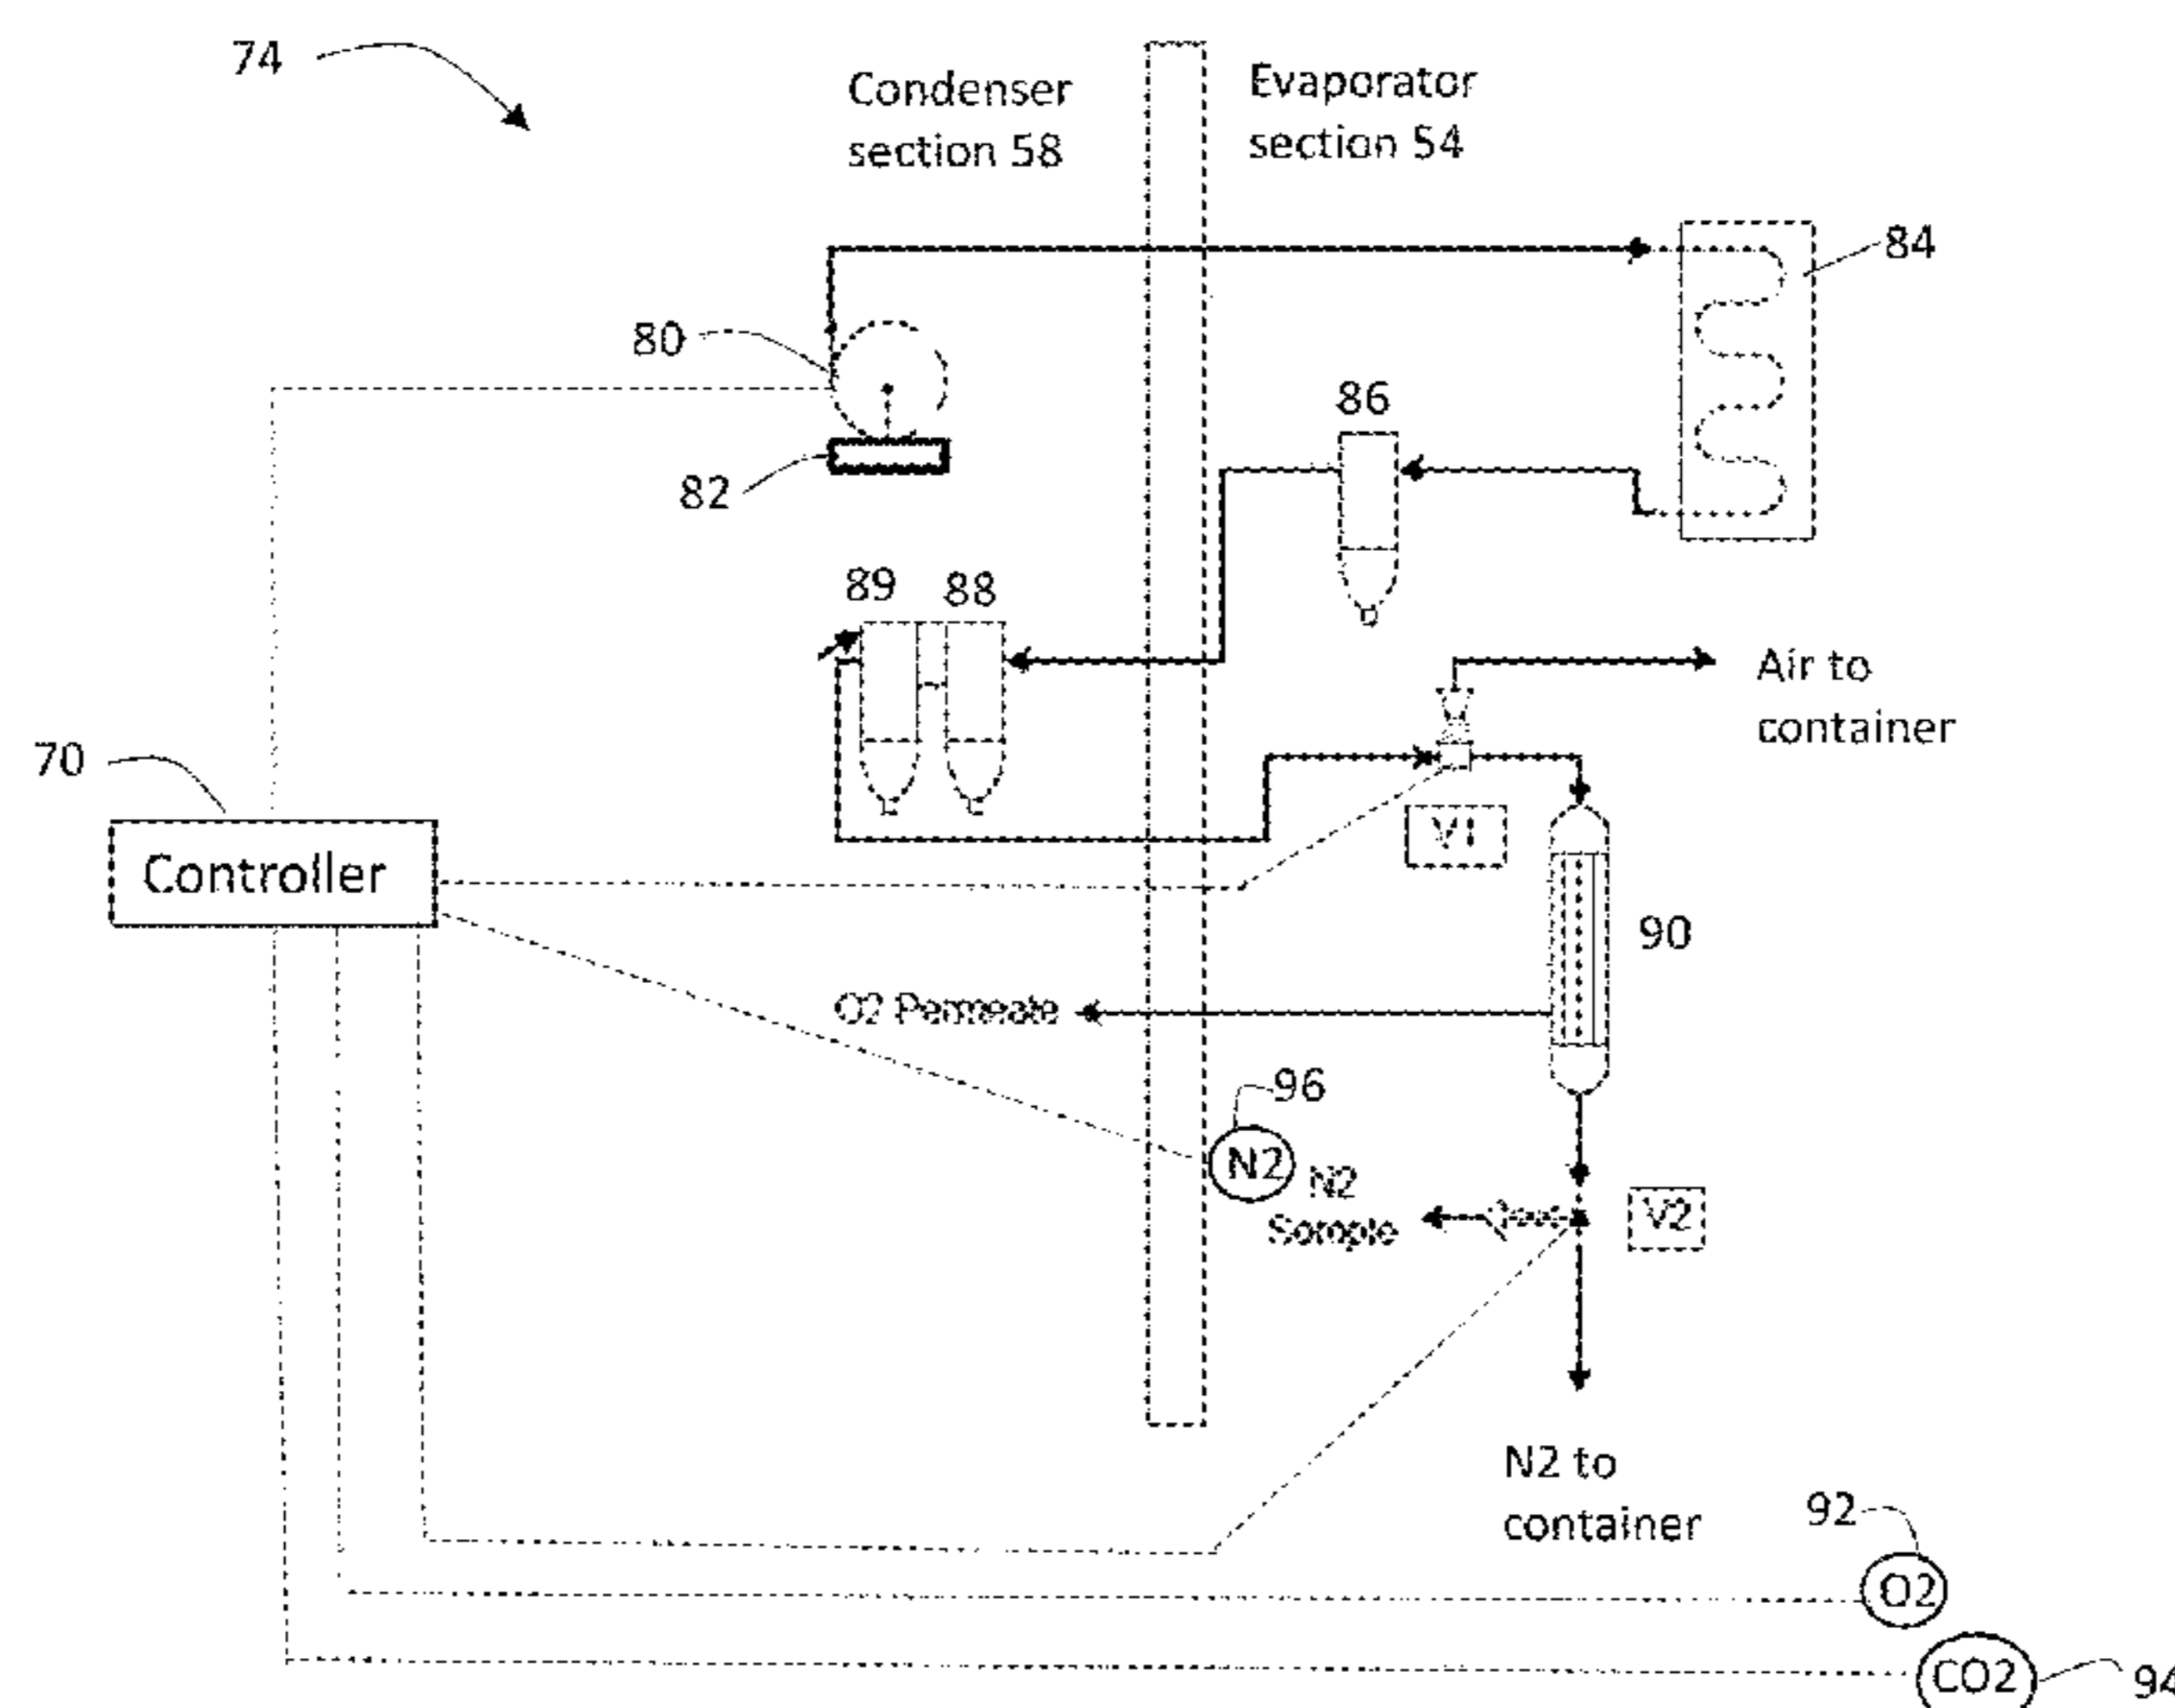 74
Condenser
section 58
Evaporator
section 54
84
80
86
82
89
88
Air to
container
70
V1
Controller
90
O2 Permeate
96
N2
N2
Sample
V2
N2 to
container
92
O2
CO2
94